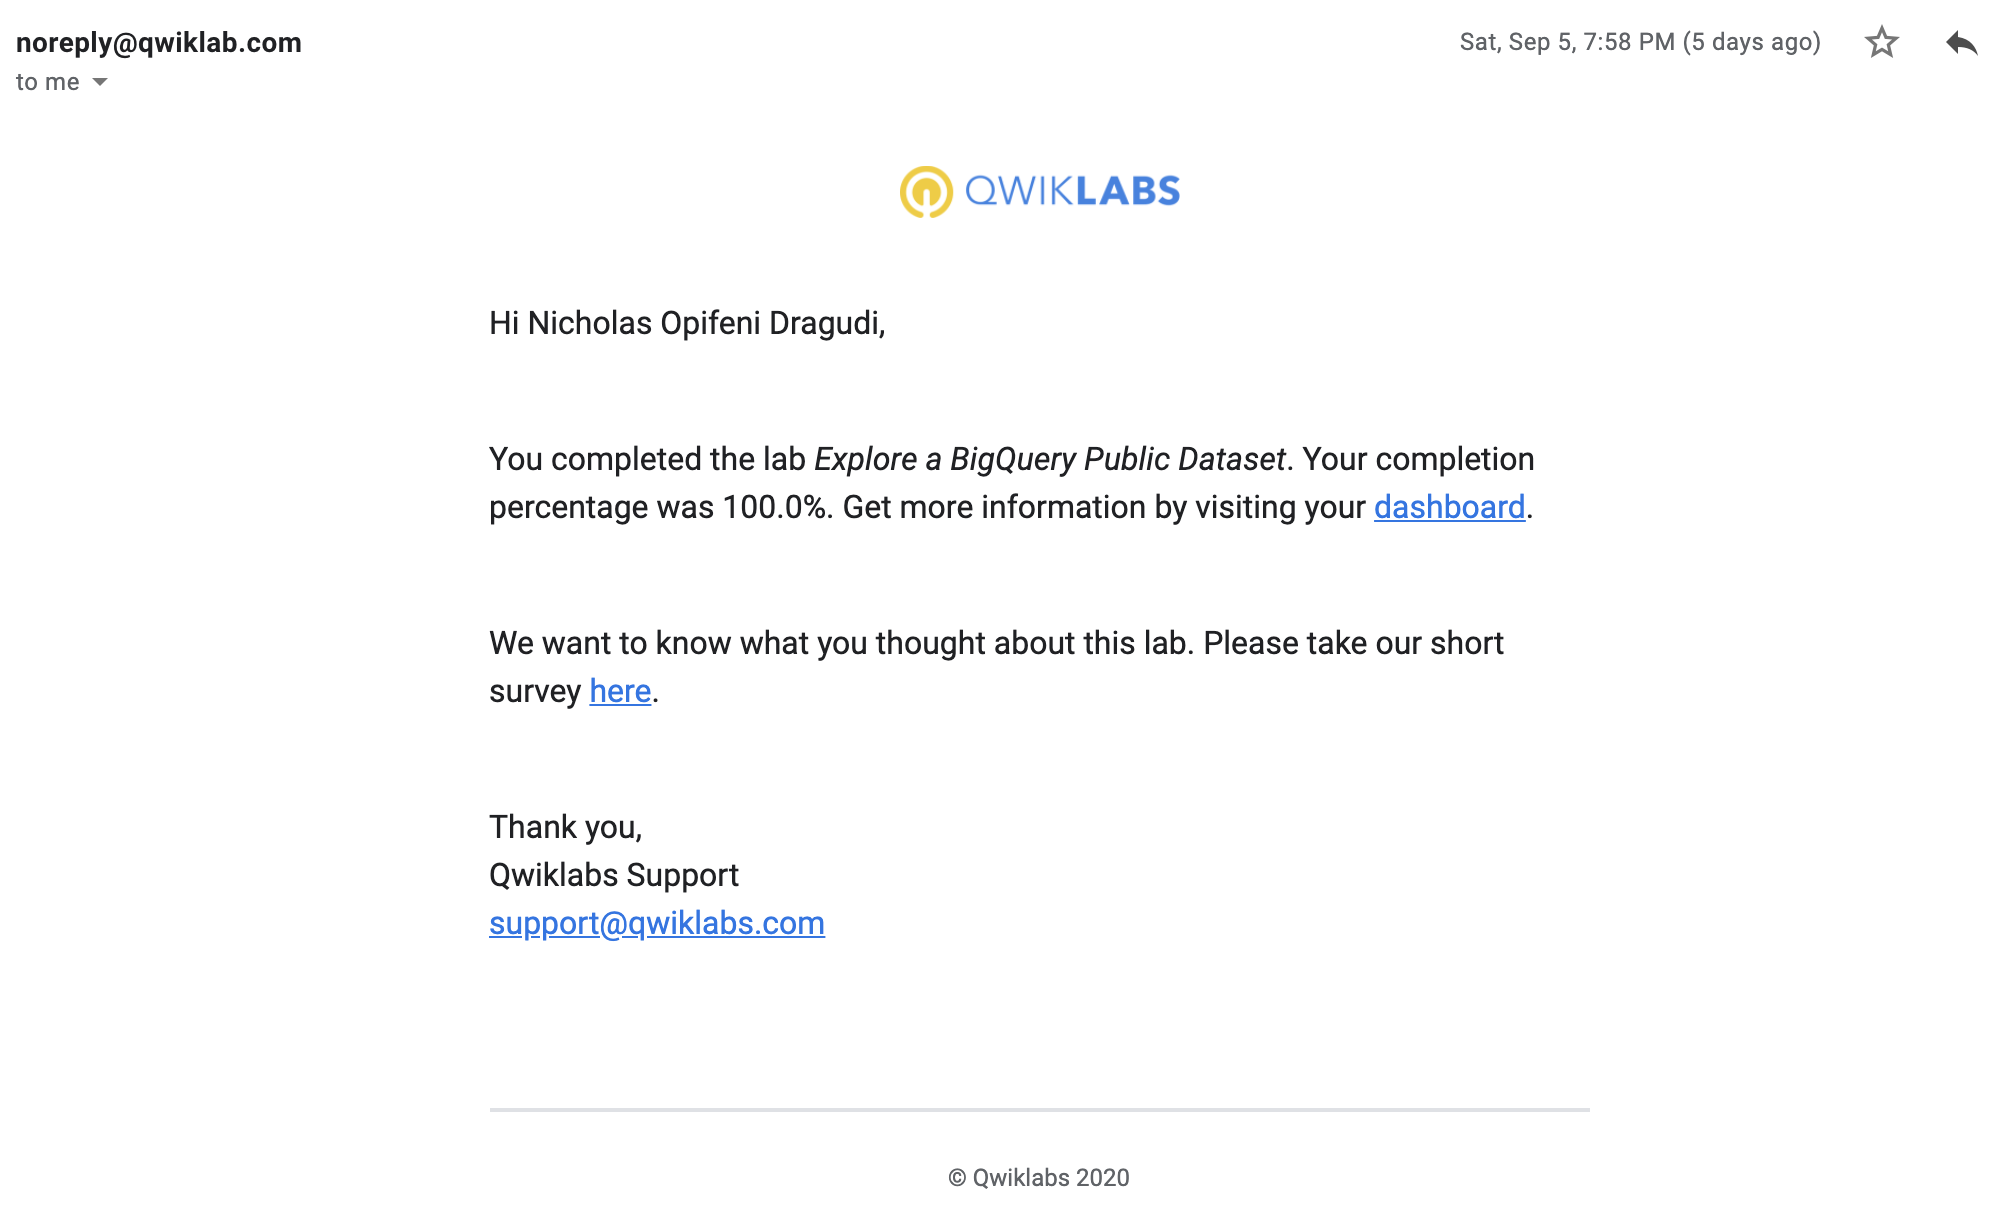 noreply@qwiklab.com
Sat, Sep 5, 7:58 PM (5 days ago)
to me
QWIKLABS
Hi Nicholas Opifeni Dragudi,
You completed the lab Explore a BigQuery Public Dataset. Your completion
percentage was 100.0%. Get more information by visiting your dashboard.
We want to know what you thought about this lab. Please take our short
survey here.
Thank you,
Qwiklabs Support
support@qwiklabs.com
© Qwiklabs 2020